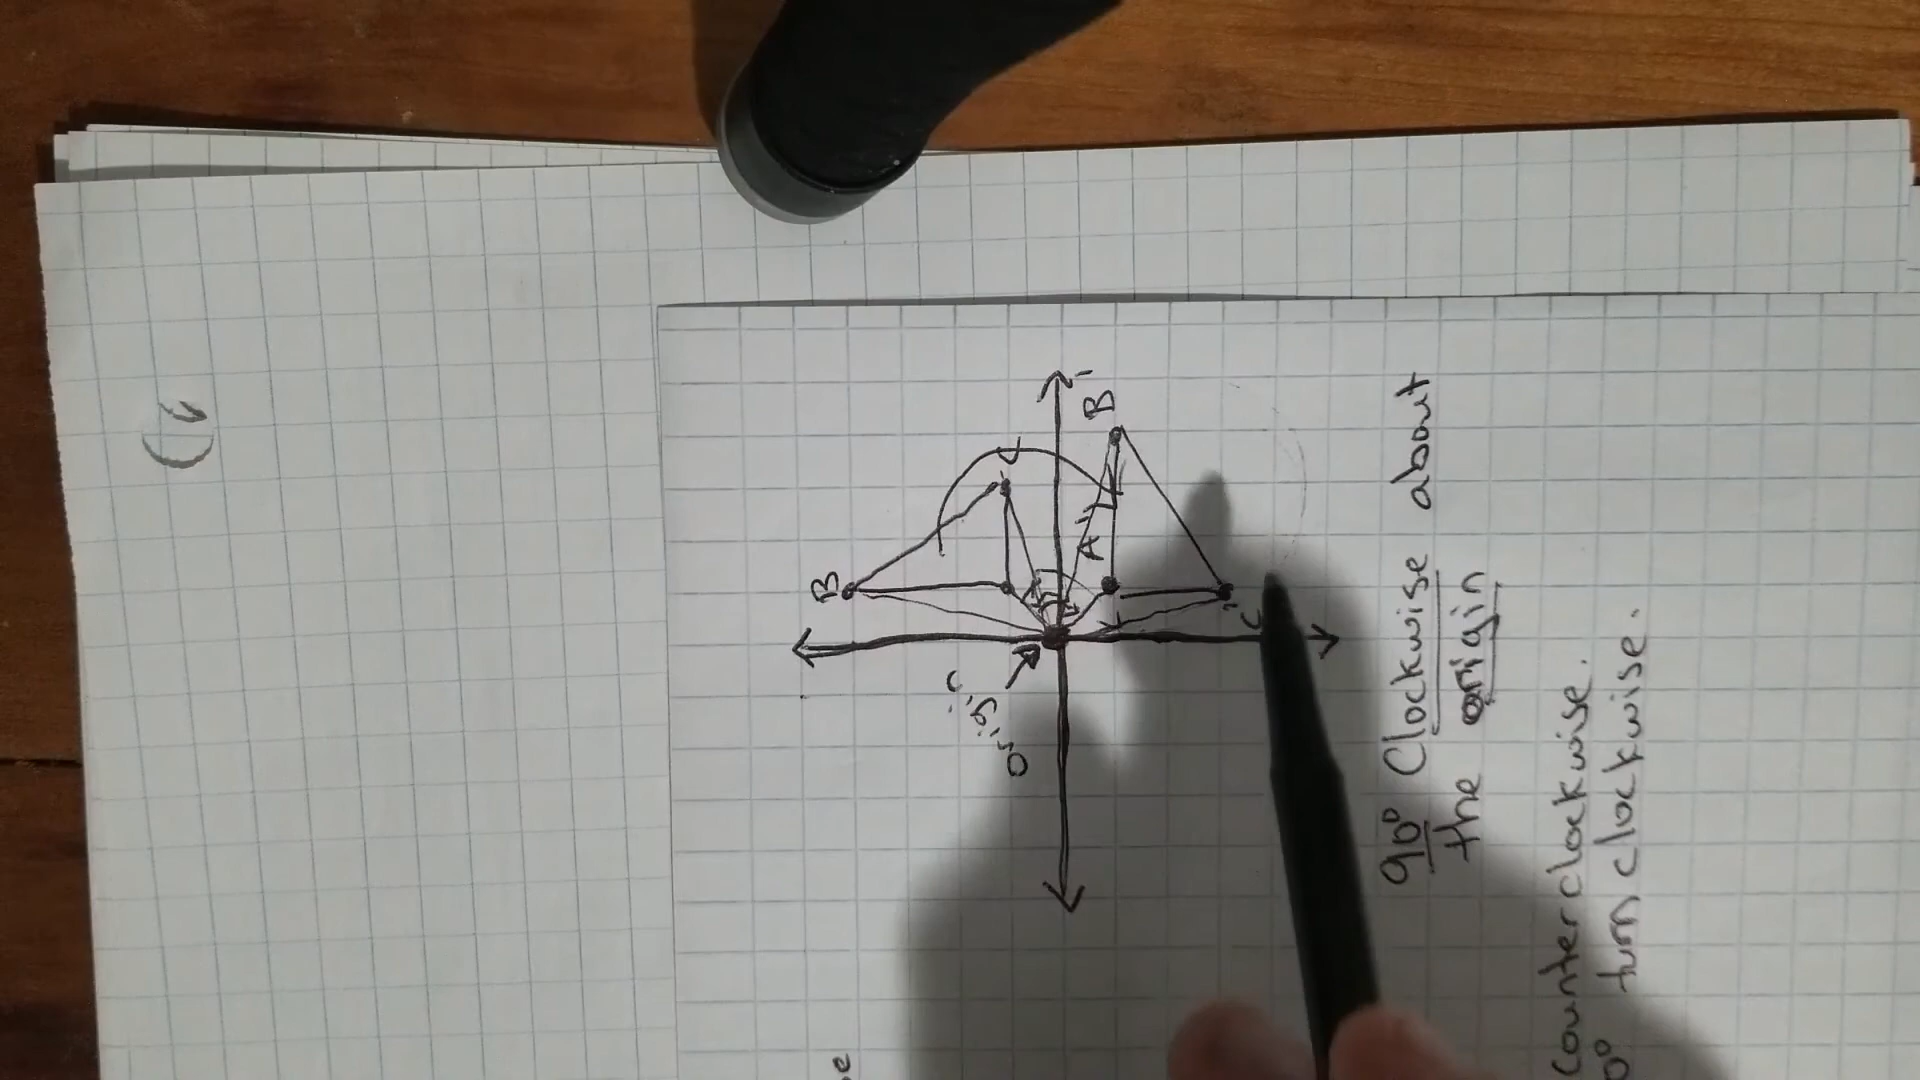 B
C
B'
A'
C'
Origin
90° Clockwise about
the origin
Counterclockwise.
turn clockwise.